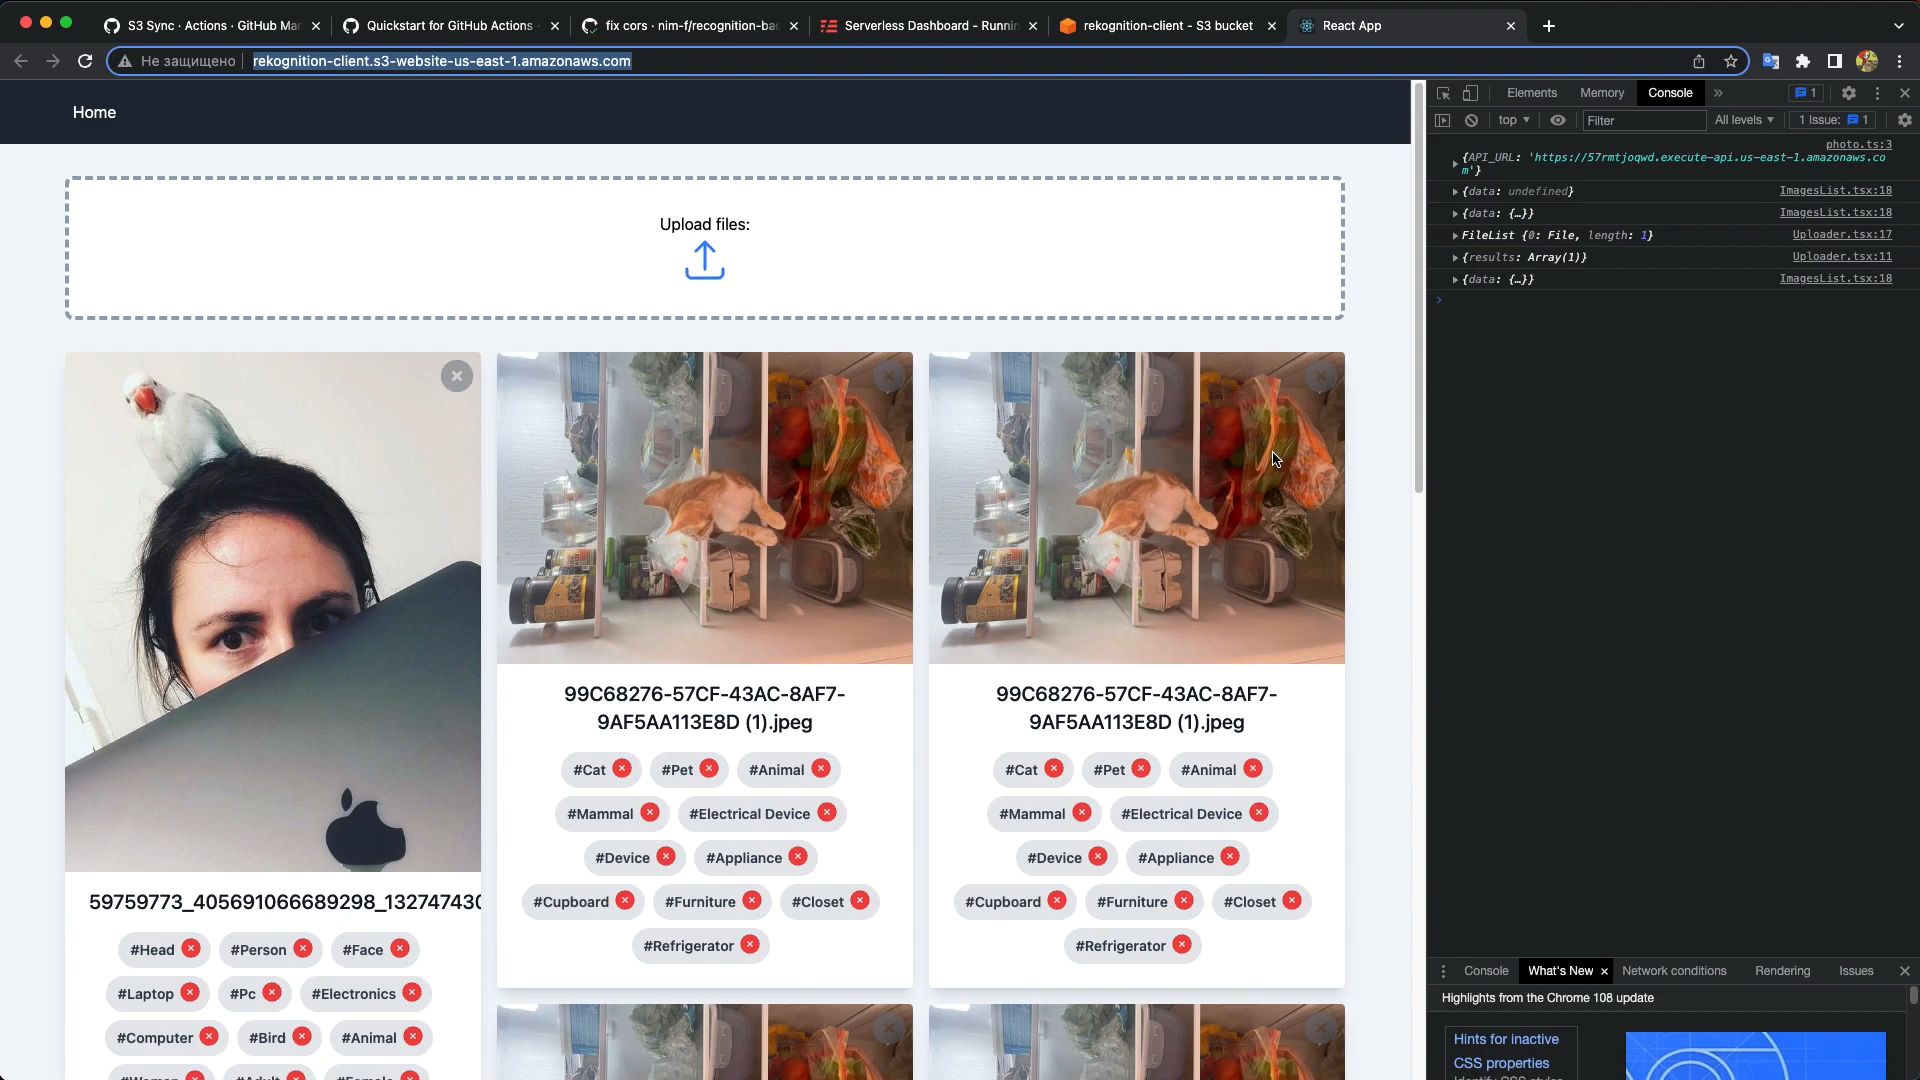 S3 Sync · Actions · GitHub Mar
Quickstart for GitHub Actions -
fix cors · nim-f/recognition-bac
Serverless Dashboard - Runnin
rekognition-client - S3 bucket
React App
Не защищено
rekognition-client.s3-website-us-east-1.amazonaws.com
Home
Upload files:
59759773_405691066689298_132747430
#Head
#Person
#Face
#Laptop
#Pc
#Electronics
#Computer
#Bird
#Animal
#Woman
#Adult
#Female
99C68276-57CF-43AC-8AF7-
9AF5AA113E8D (1).jpeg
#Cat
#Pet
#Animal
#Mammal
#Electrical Device
#Device
#Appliance
#Cupboard
#Furniture
#Closet
#Refrigerator
99C68276-57CF-43AC-8AF7-
9AF5AA113E8D (1).jpeg
#Cat
#Pet
#Animal
#Mammal
#Electrical Device
#Device
#Appliance
#Cupboard
#Furniture
#Closet
#Refrigerator
Elements
Memory
Console
1
top
Filter
All levels
1 Issue:
1
photo.ts:3
{API_URL: 'https://57rmtjoqwd.execute-api.us-east-1.amazonaws.co
m'}
{data: undefined}
ImagesList.tsx:18
{data: {…}}
ImagesList.tsx:18
FileList {0: File, length: 1}
Uploader.tsx:17
{results: Array(1)}
Uploader.tsx:11
{data: {…}}
ImagesList.tsx:18
Console
What's New
Network conditions
Rendering
Issues
Highlights from the Chrome 108 update
Hints for inactive
CSS properties